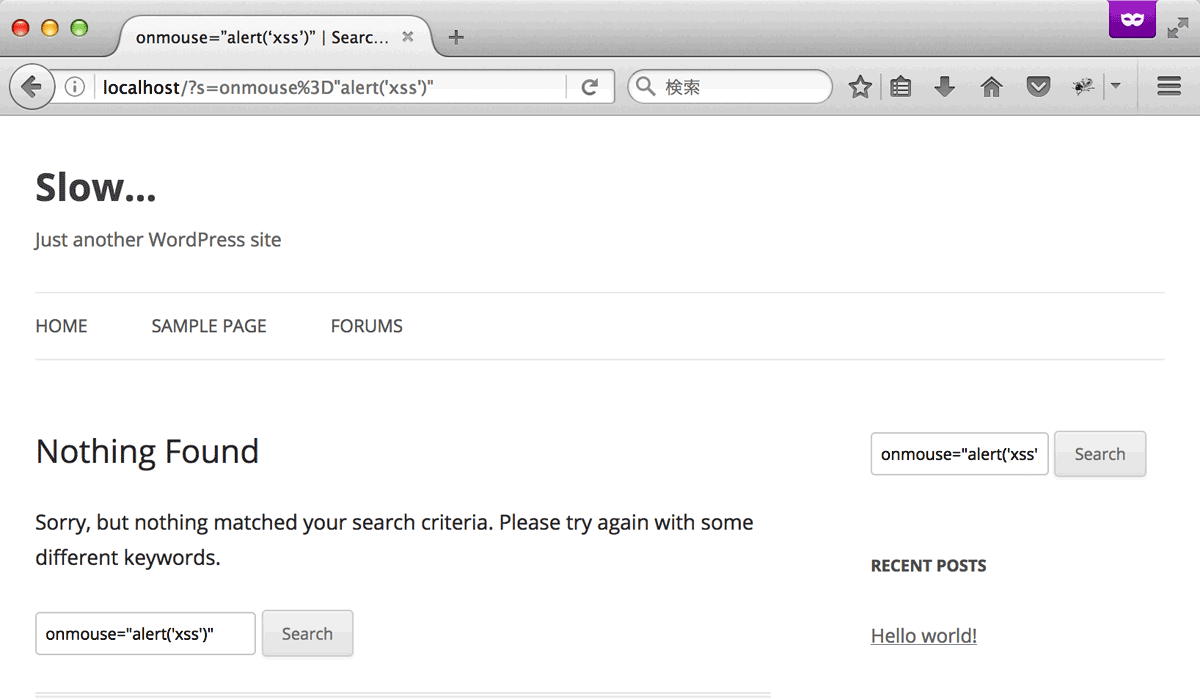 onmouse=”alert(‘xss’)” | Searc...
localhost/?s=onmouse%3D"alert('xss')"
検索
Slow...
Just another WordPress site
HOME SAMPLE PAGE FORUMS
Nothing Found
Sorry, but nothing matched your search criteria. Please try again with some
different keywords.
onmouse="alert('xss')" Search
onmouse="alert('xss' Search
RECENT POSTS
Hello world!